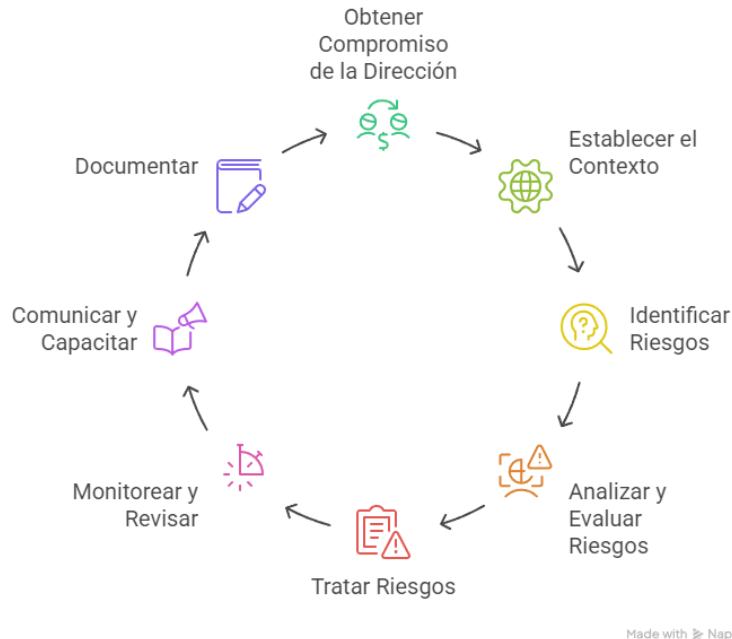 Obtener
Compromiso
de la Dirección
Establecer el
Contexto
Identificar
Riesgos
Analizar y
Evaluar
Riesgos
Tratar Riesgos
Monitorear y
Revisar
Comunicar y
Capacitar
Documentar
Made with Nap